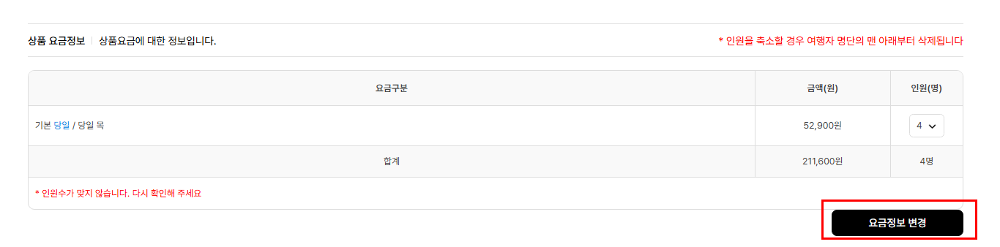 상품 요금정보 상품요금에 대한 정보입니다. * 인원을 축소할 경우 여행자 명단의 맨 아래부터 삭제됩니다
요금구분 금액(원) 인원(명)
기본 당일 / 당일 목 52,900원 4
합계 211,600원 4명
* 인원수가 맞지 않습니다. 다시 확인해 주세요
요금정보 변경